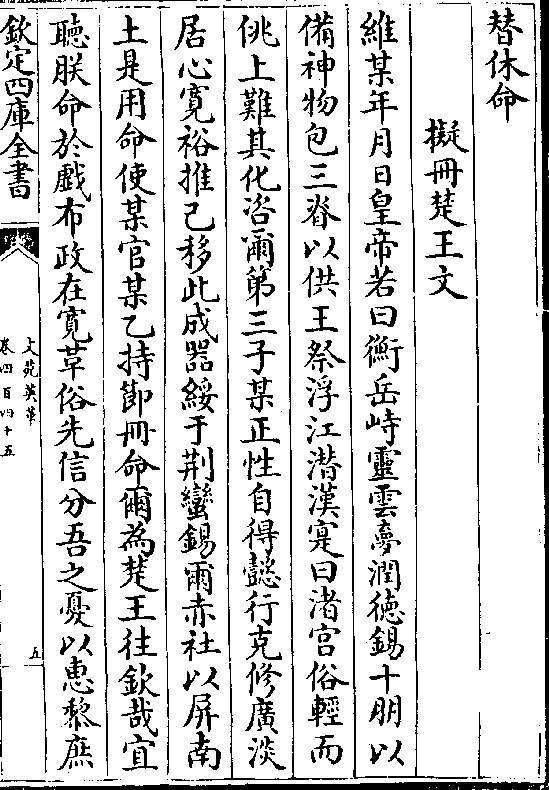 替休命
擬冊楚王文
維某年月日皇帝若曰衡岳峙靈雲夢潤徳錫十朋以
備神物包三脊以供王祭浮江潜漢寔曰渚宫俗輕而
佻上難其化咨爾第三子某正性自得懿行克修廣淡
居心寛裕推己移此成器綏于荆蠻錫爾赤社以屏南
土是用命使某官某乙持節冊命爾為楚王往欽哉宜
聽朕命於戲布政在寛草俗先信分吾之憂以恵黎庶
欽定四庫全書
文苑英華
卷四百四十五
五